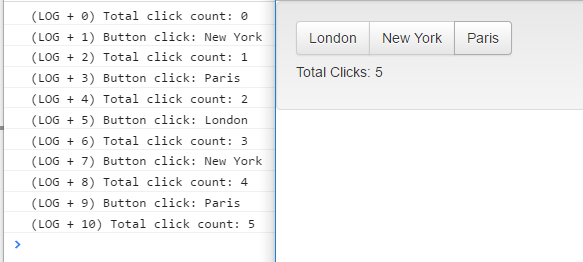 (LOG + 0) Total click count: 0
(LOG + 1) Button click: New York
(LOG + 2) Total click count: 1
(LOG + 3) Button click: Paris
(LOG + 4) Total click count: 2
(LOG + 5) Button click: London
(LOG + 6) Total click count: 3
(LOG + 7) Button click: New York
(LOG + 8) Total click count: 4
(LOG + 9) Button click: Paris
(LOG + 10) Total click count: 5
London New York Paris
Total Clicks: 5